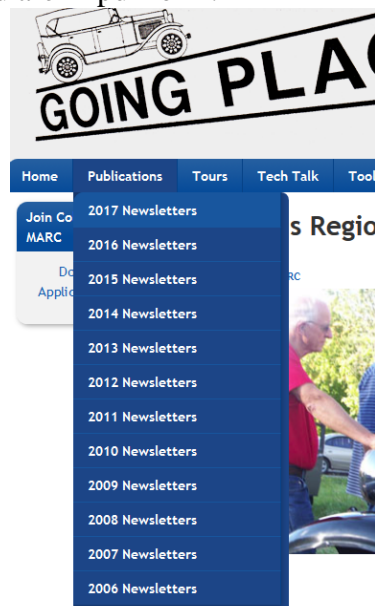 GOING PLAC
Home Publications Tours Tech Talk Tool
Join Co
MARC
Do
Applic
2017 Newsletters
2016 Newsletters
2015 Newsletters
2014 Newsletters
2013 Newsletters
2012 Newsletters
2011 Newsletters
2010 Newsletters
2009 Newsletters
2008 Newsletters
2007 Newsletters
2006 Newsletters
s Regio
RC